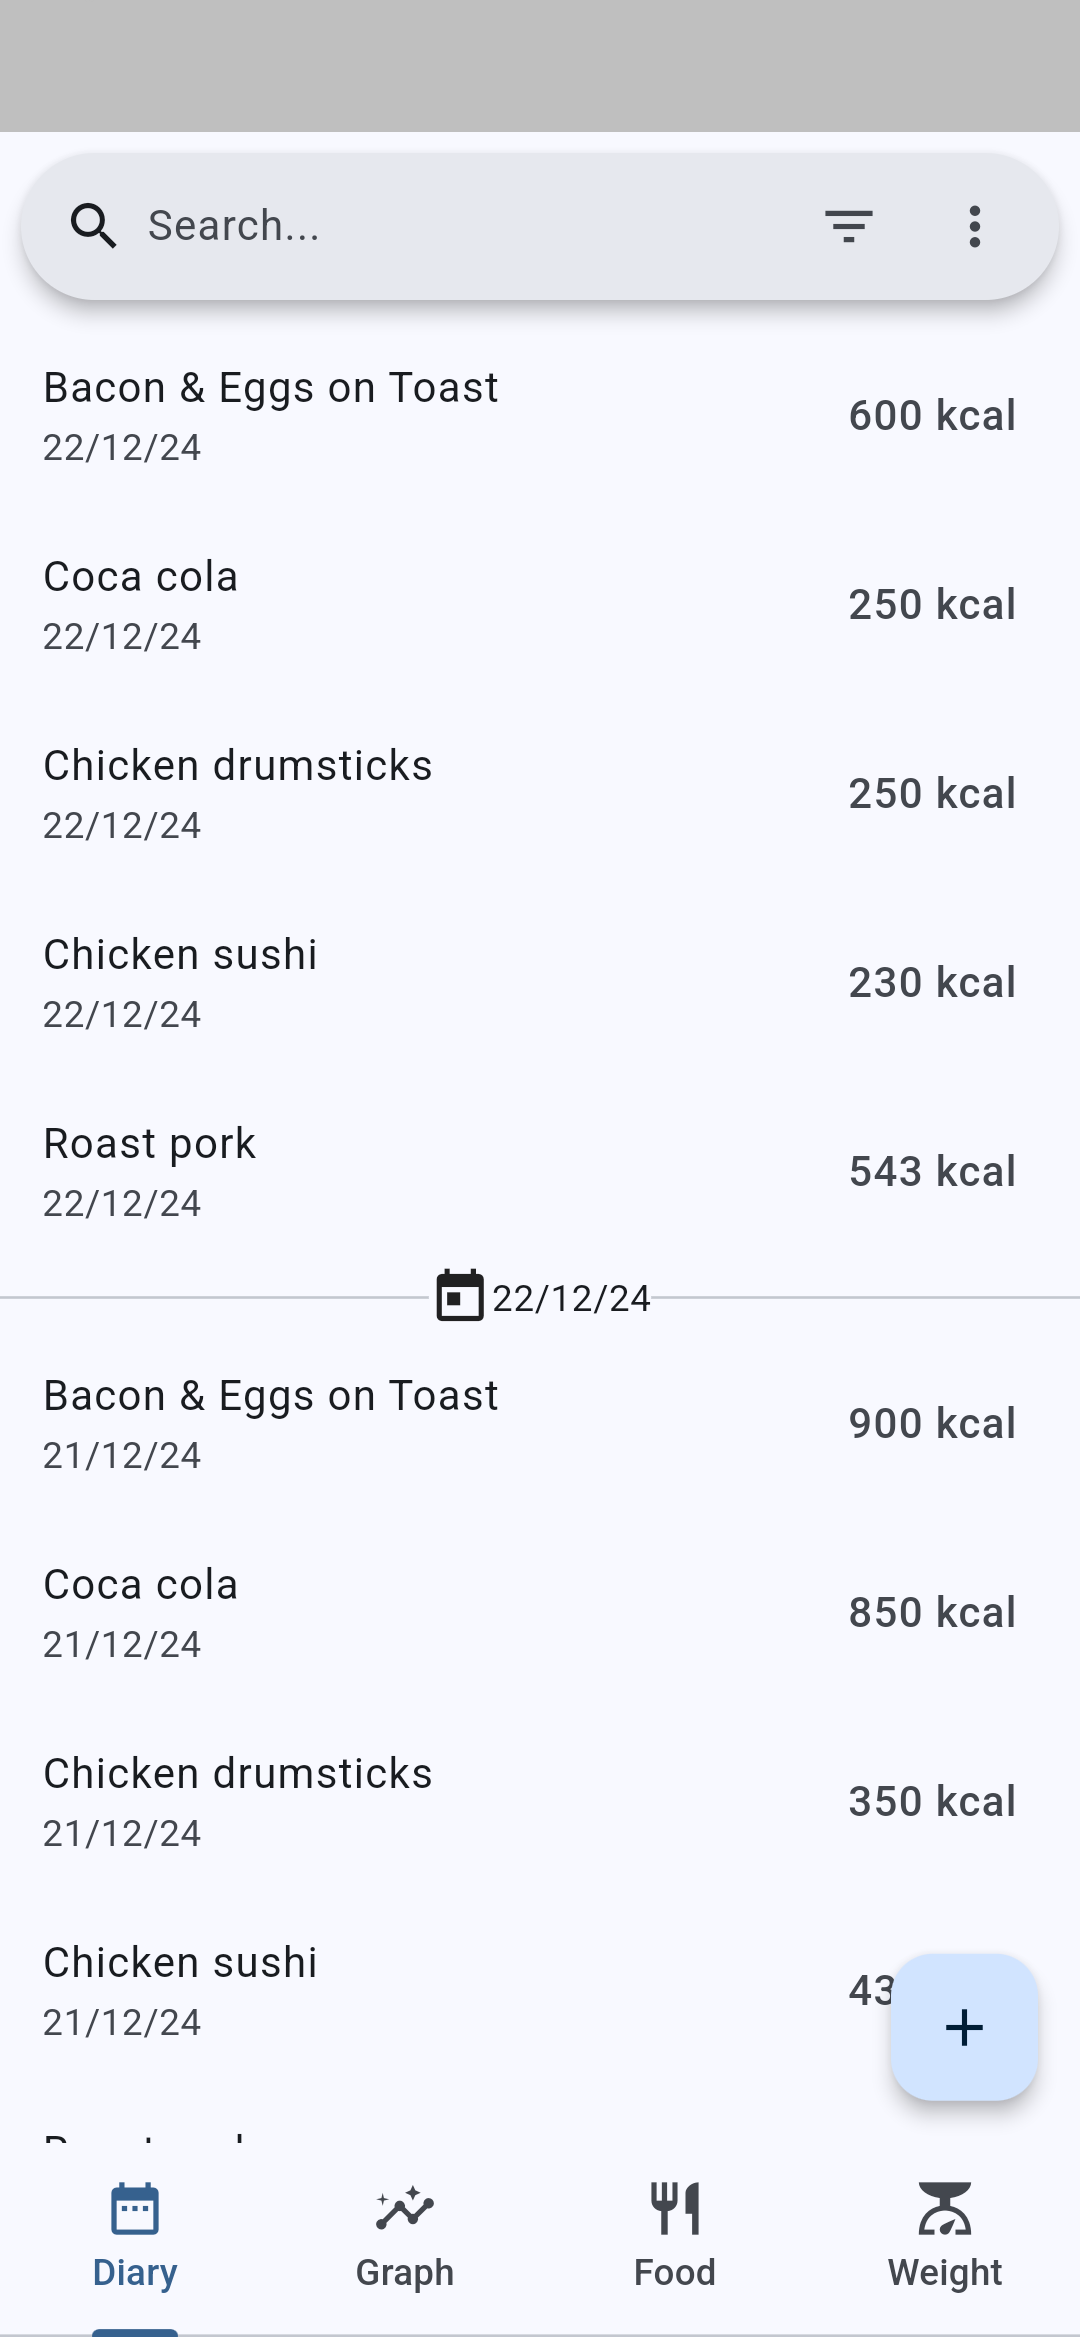 Search...
Bacon & Eggs on Toast
22/12/24
600 kcal
Coca cola
22/12/24
250 kcal
Chicken drumsticks
22/12/24
250 kcal
Chicken sushi
22/12/24
230 kcal
Roast pork
22/12/24
543 kcal
22/12/24
Bacon & Eggs on Toast
21/12/24
900 kcal
Coca cola
21/12/24
850 kcal
Chicken drumsticks
21/12/24
350 kcal
Chicken sushi
21/12/24
Diary
Graph
Food
Weight